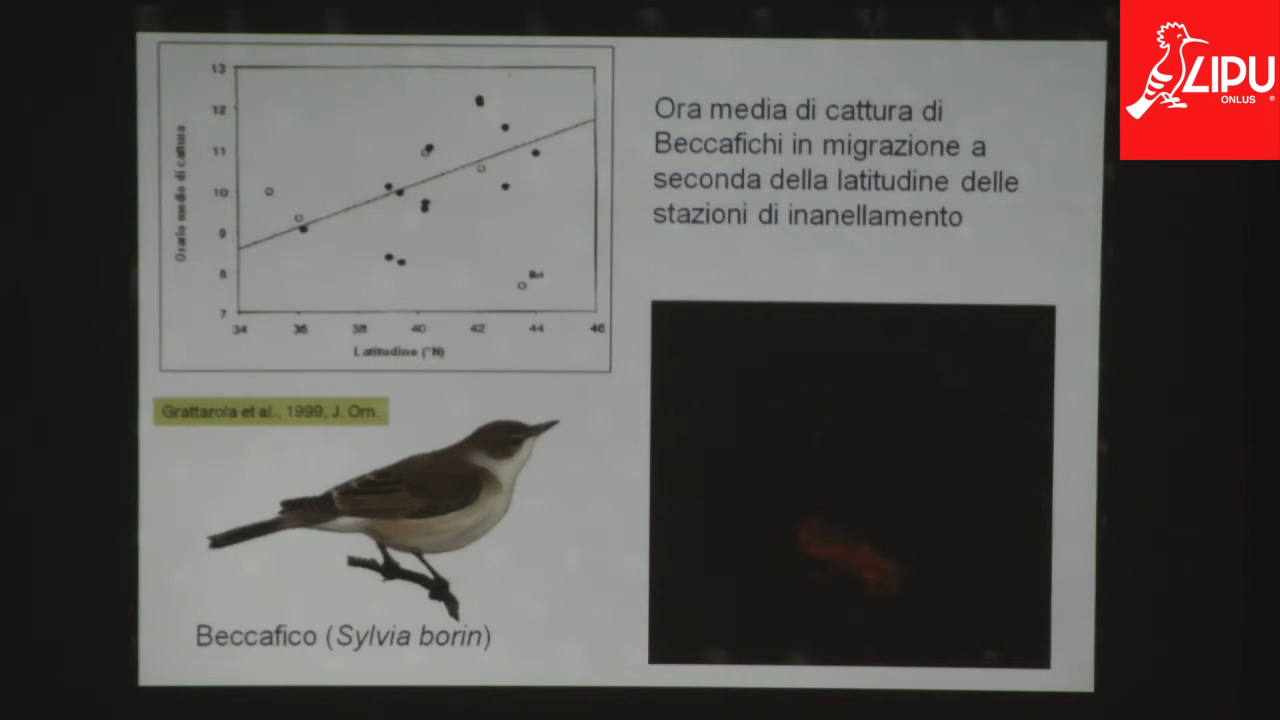 13
12
11
10
9
8
7
Orario medio di cattura
Bri
34 36 38 40 42 44 46
Latitudine (°N)
Ora media di cattura di
Beccafichi in migrazione a
seconda della latitudine delle
stazioni di inanellamento
Grattarola et al., 1999, J. Orn.
Beccafico (Sylvia borin)
LIPU
ONLUS ®